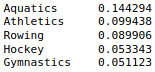 Aquatics 0.144294
Athletics 0.099438
Rowing 0.089906
Hockey 0.053343
Gymnastics 0.051123